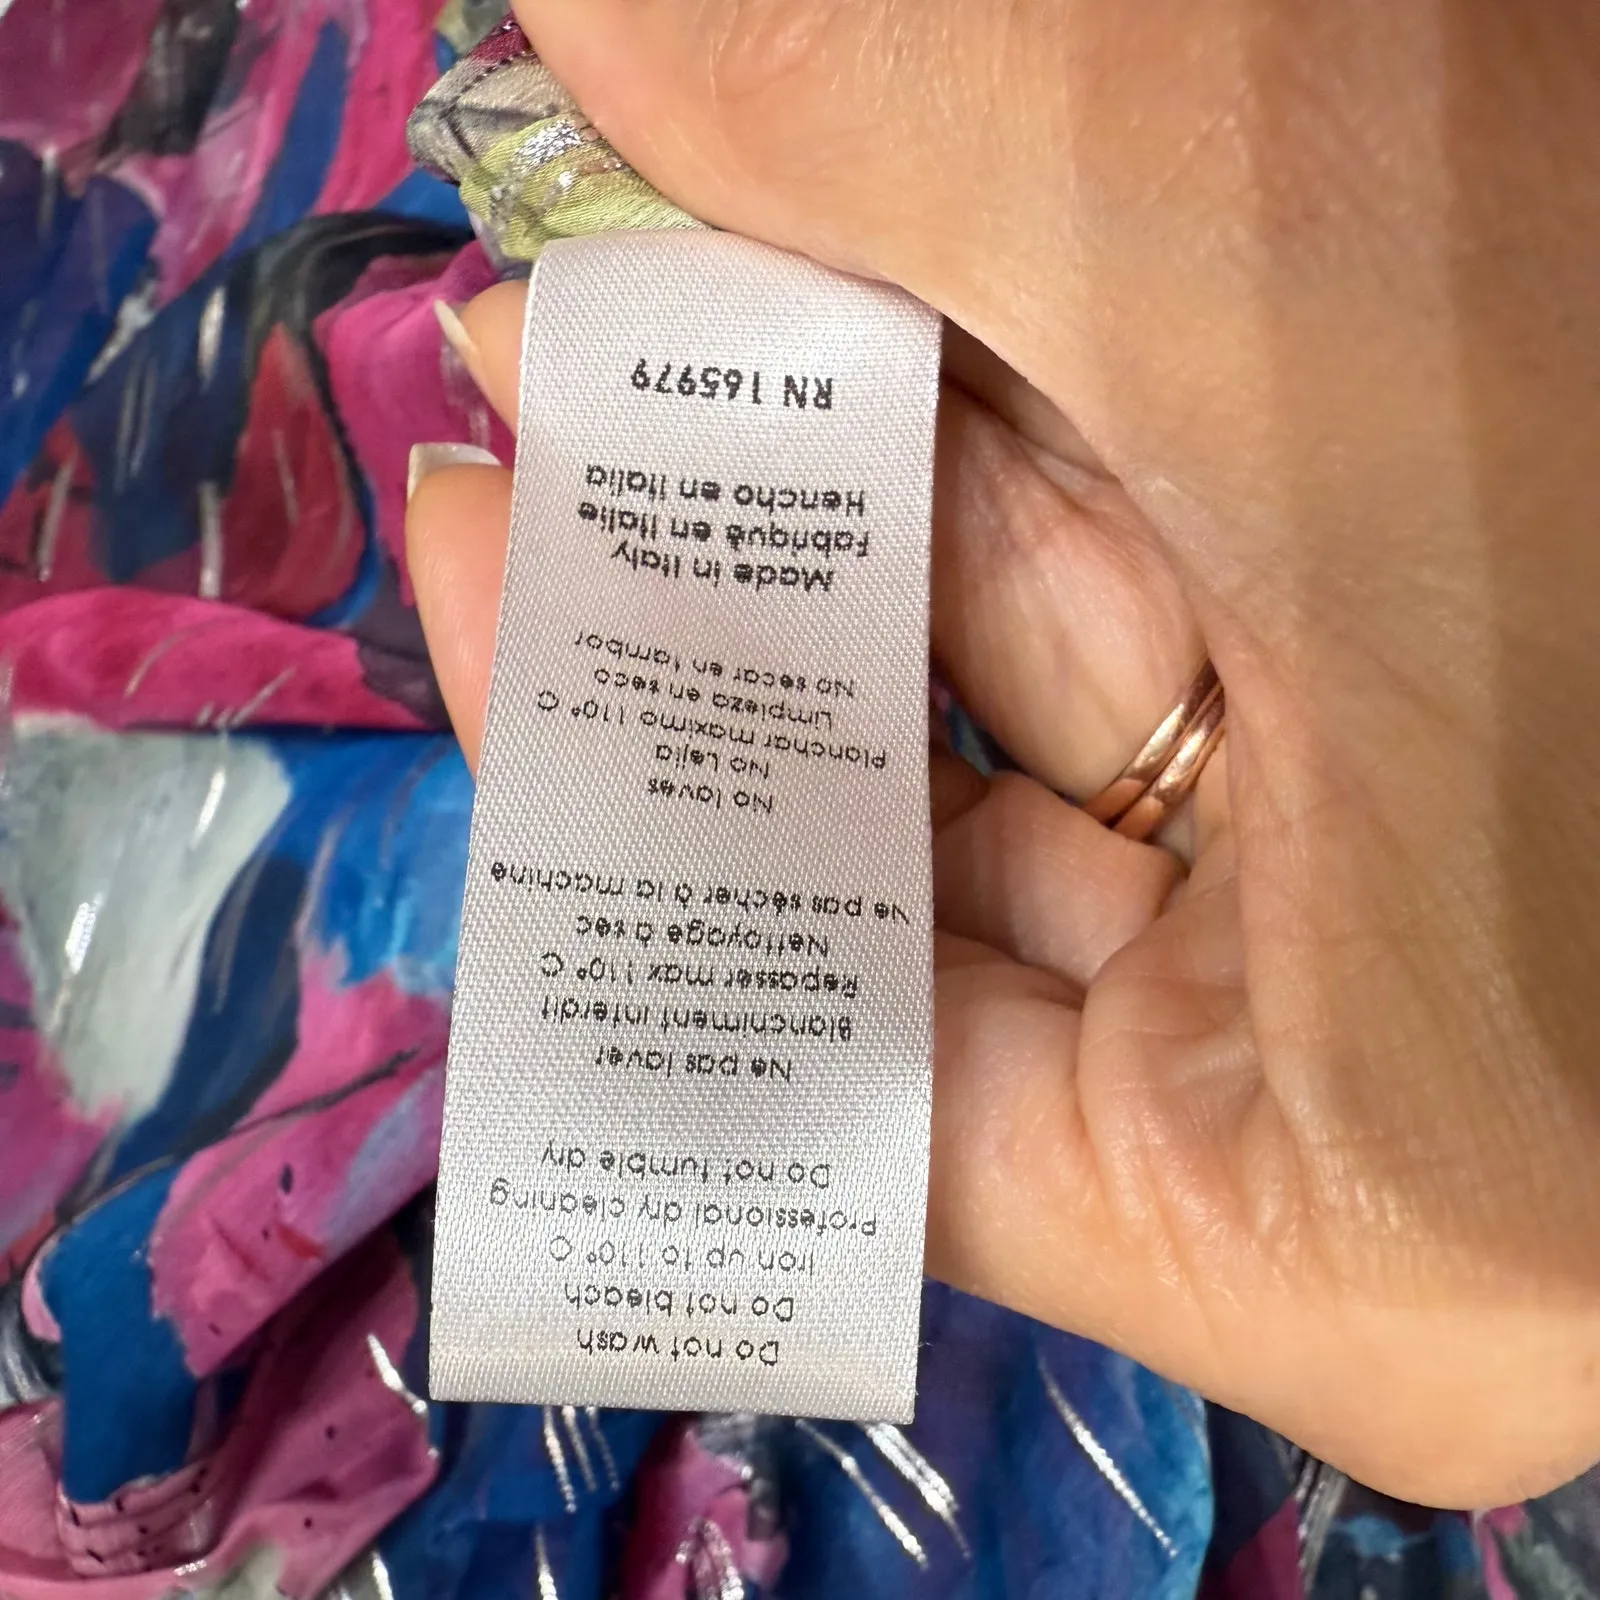 Do not wash
Do not bleach
Iron up to 110° C
Professional dry cleaning
Do not tumble dry
Ne pas laver
Blanchiment interdit
Repasser max 110° C
Nettoyage à sec
Ne pas sécher à la machine
No laves
No Lejia
Planchar maximo 110° C
Limpieza en seco
No secar en tambor
Made in Italy
Fabriqué en Italie
Hencho en Italia
RN 165979